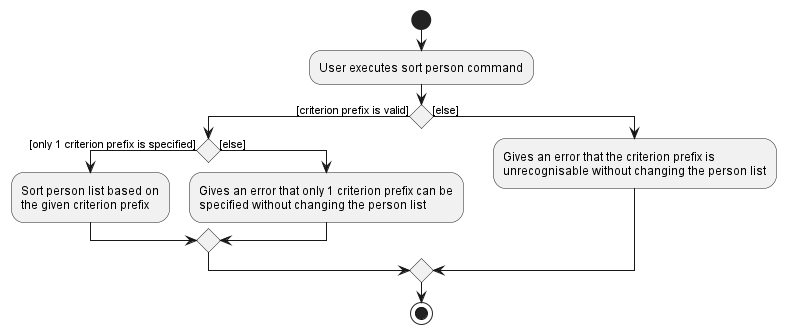 User executes sort person command
[criterion prefix is valid]
[else]
[only 1 criterion prefix is specified]
[else]
Gives an error that the criterion prefix is
unrecognisable without changing the person list
Sort person list based on
the given criterion prefix
Gives an error that only 1 criterion prefix can be
specified without changing the person list